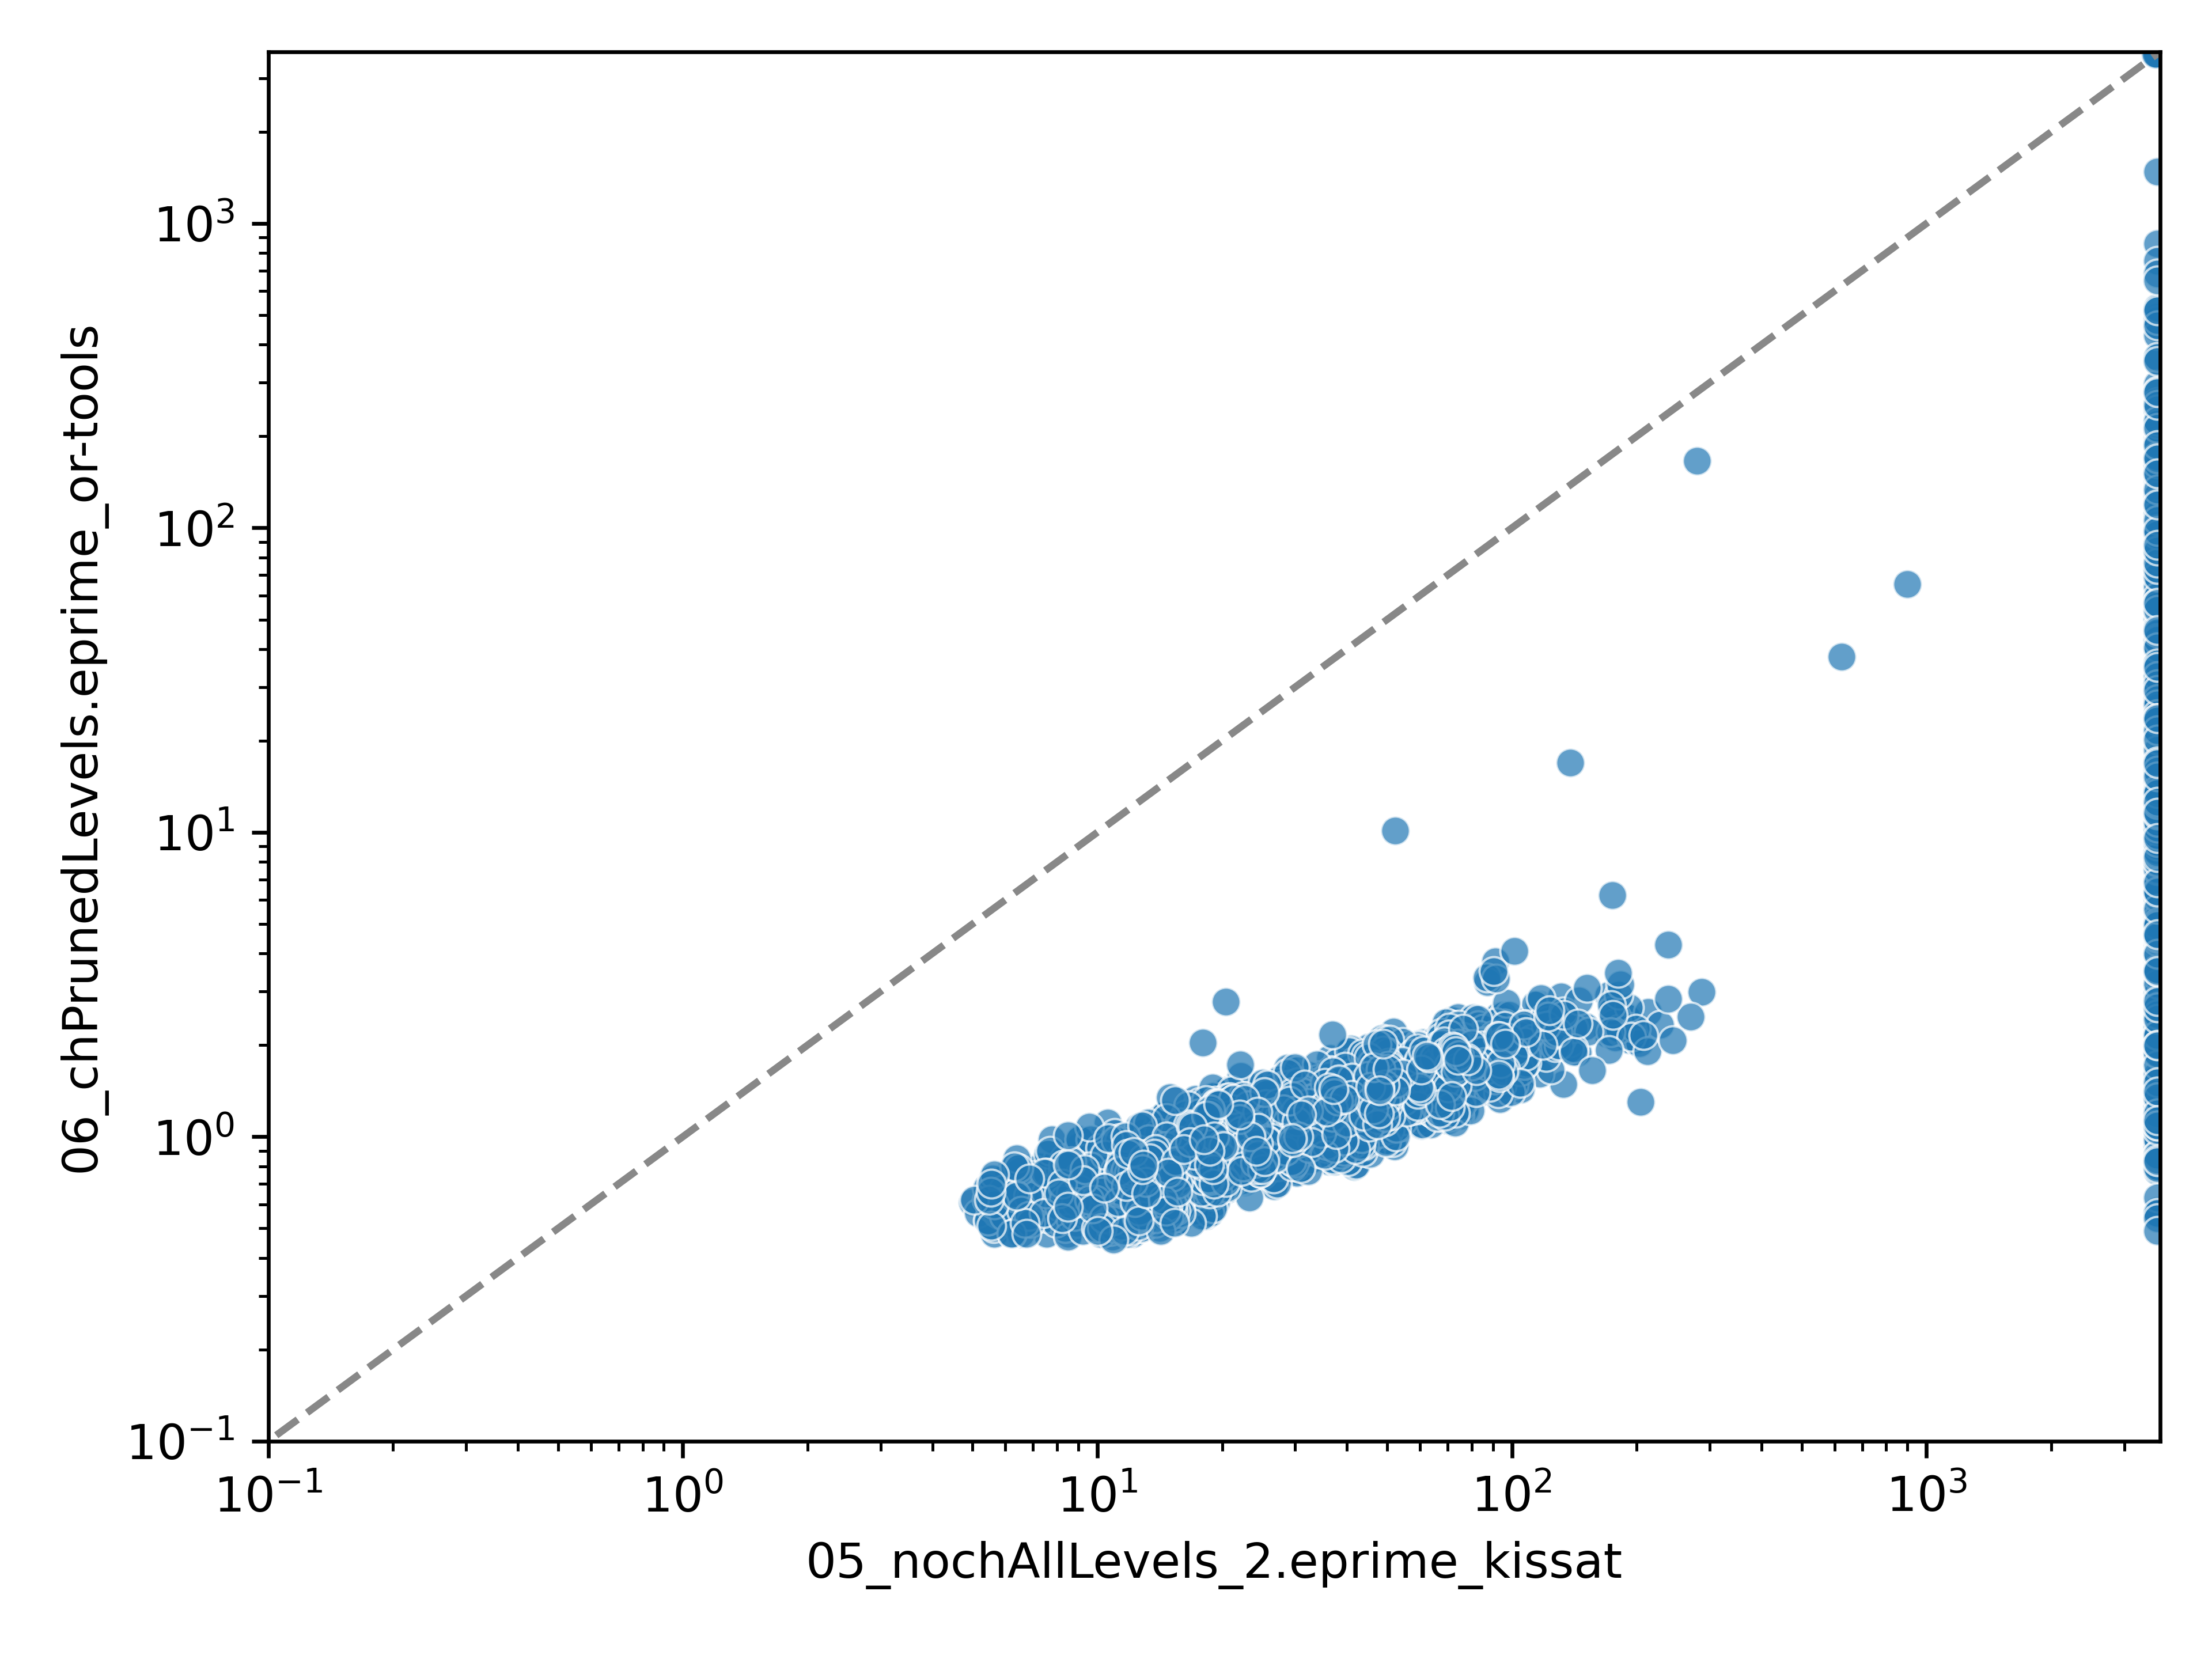 10³
10²
10¹
10⁰
10⁻¹
06_chPrunedLevels.eprime_or-tools
10⁻¹ 10⁰ 10¹ 10² 10³
05_nochAllLevels_2.eprime_kissat